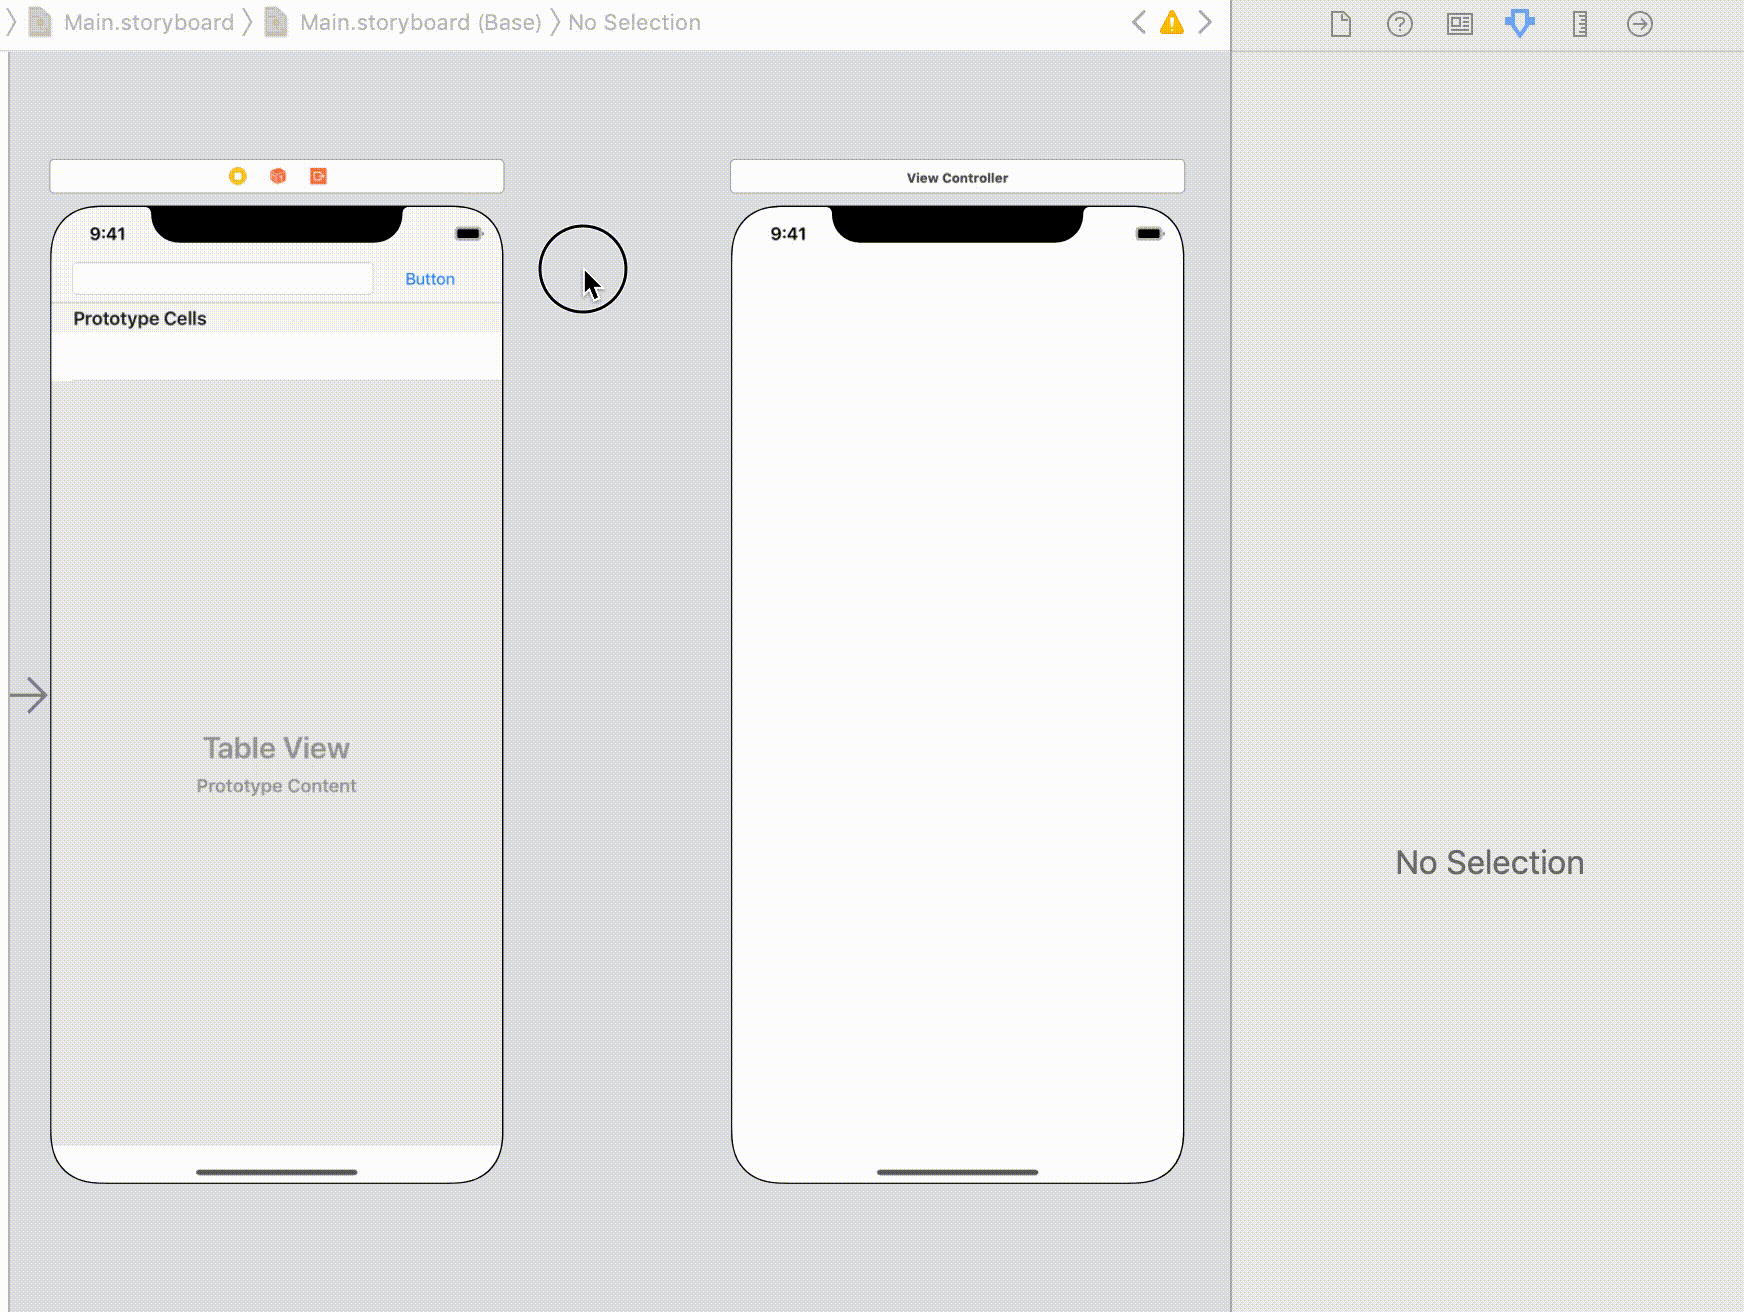 Main.storyboard Main.storyboard (Base) No Selection
View Controller
9:41
Button
Prototype Cells
Table View
Prototype Content
9:41
No Selection